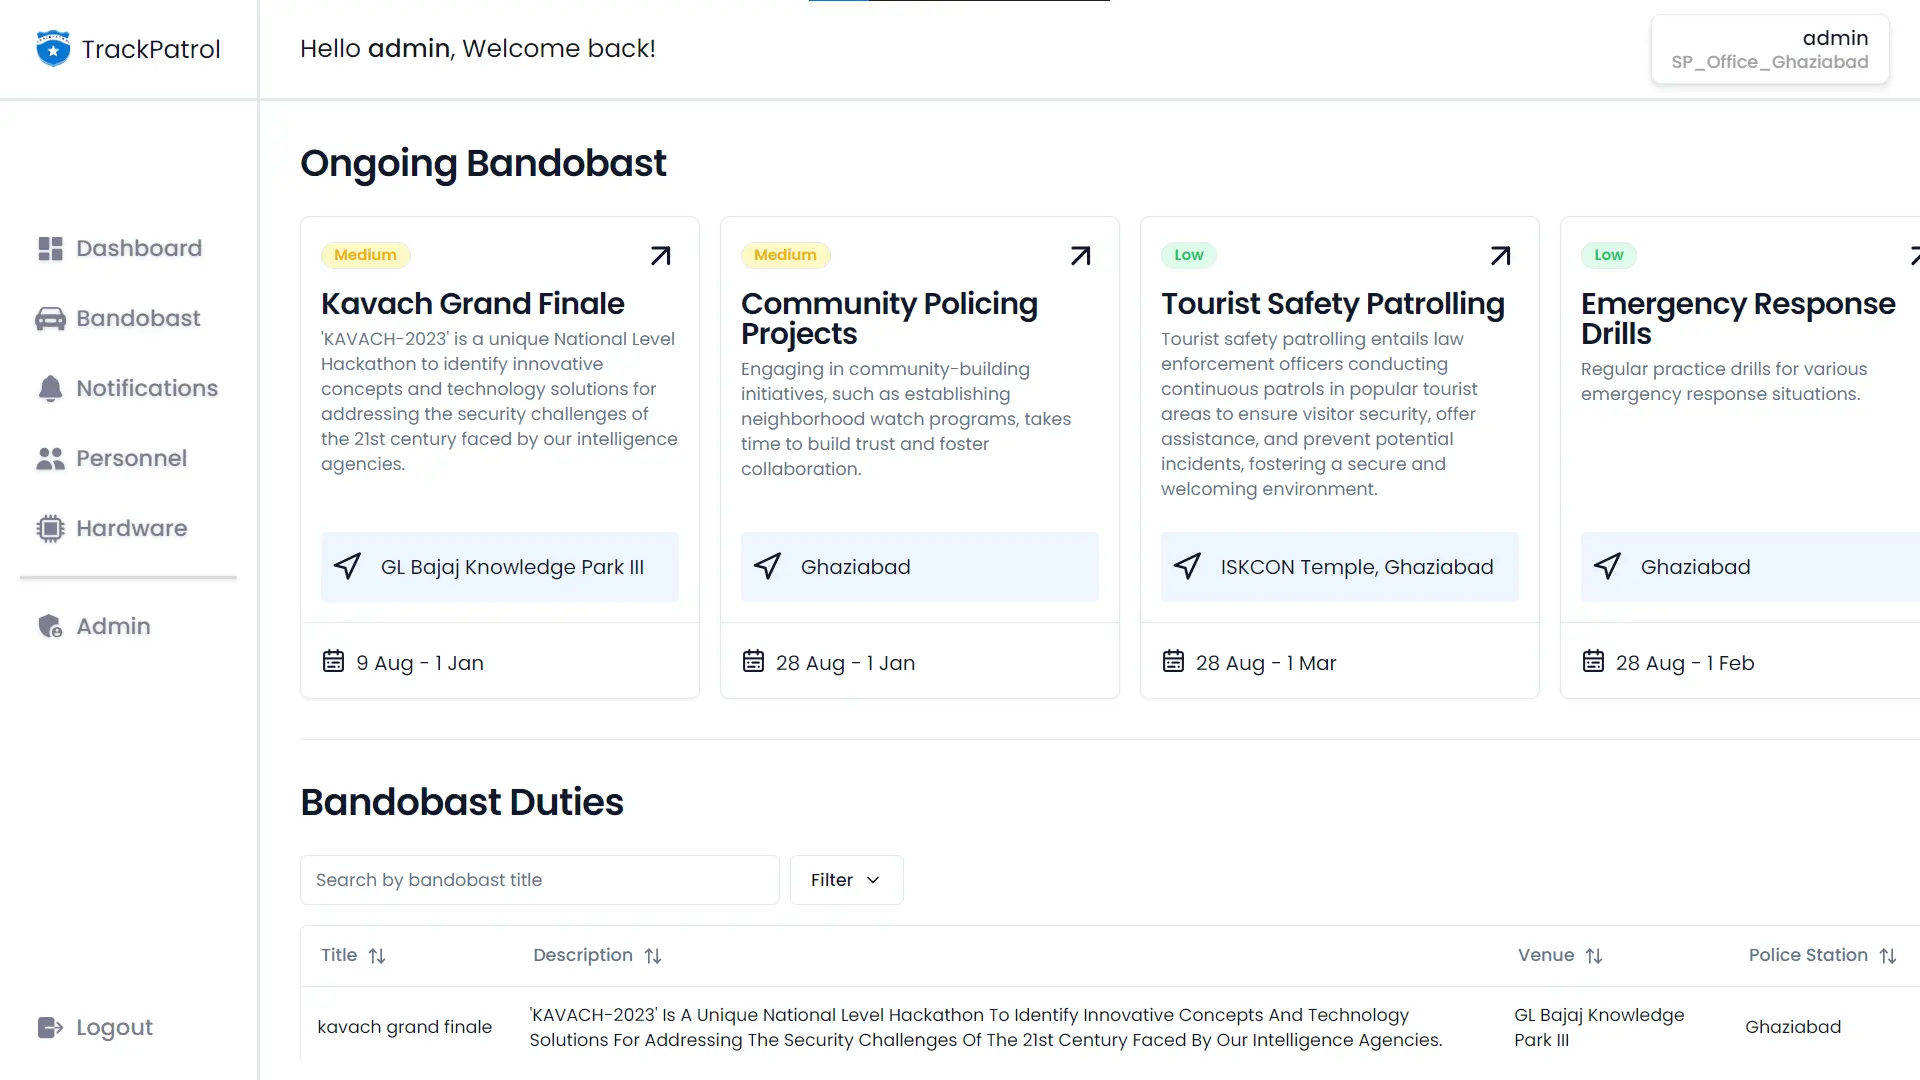 TrackPatrol
Hello admin, Welcome back!
admin
SP_Office_Ghaziabad
Dashboard
Bandobast
Notifications
Personnel
Hardware
Admin
Logout
Ongoing Bandobast
Medium
Kavach Grand Finale
'KAVACH-2023' is a unique National Level
Hackathon to identify innovative
concepts and technology solutions for
addressing the security challenges of
the 21st century faced by our intelligence
agencies.
GL Bajaj Knowledge Park III
9 Aug - 1 Jan
Medium
Community Policing
Projects
Engaging in community-building
initiatives, such as establishing
neighborhood watch programs, takes
time to build trust and foster
collaboration.
Ghaziabad
28 Aug - 1 Jan
Low
Tourist Safety Patrolling
Tourist safety patrolling entails law
enforcement officers conducting
continuous patrols in popular tourist
areas to ensure visitor security, offer
assistance, and prevent potential
incidents, fostering a secure and
welcoming environment.
ISKCON Temple, Ghaziabad
28 Aug - 1 Mar
Low
Emergency Response
Drills
Regular practice drills for various
emergency response situations.
Ghaziabad
28 Aug - 1 Feb
Bandobast Duties
Search by bandobast title
Filter
Title
Description
Venue
Police Station
kavach grand finale
'KAVACH-2023' Is A Unique National Level Hackathon To Identify Innovative Concepts And Technology
Solutions For Addressing The Security Challenges Of The 21st Century Faced By Our Intelligence Agencies.
GL Bajaj Knowledge
Park III
Ghaziabad